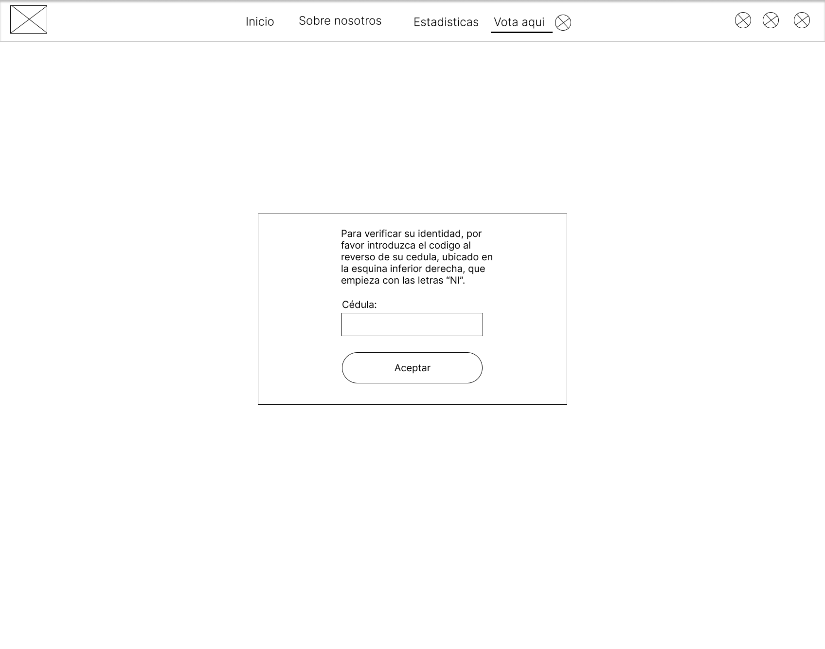 Inicio
Sobre nosotros
Estadisticas
Vota aqui
Para verificar su identidad, por
favor introduzca el codigo al
reverso de su cedula, ubicado en
la esquina inferior derecha, que
empieza con las letras “NI”.
Cédula:
Aceptar